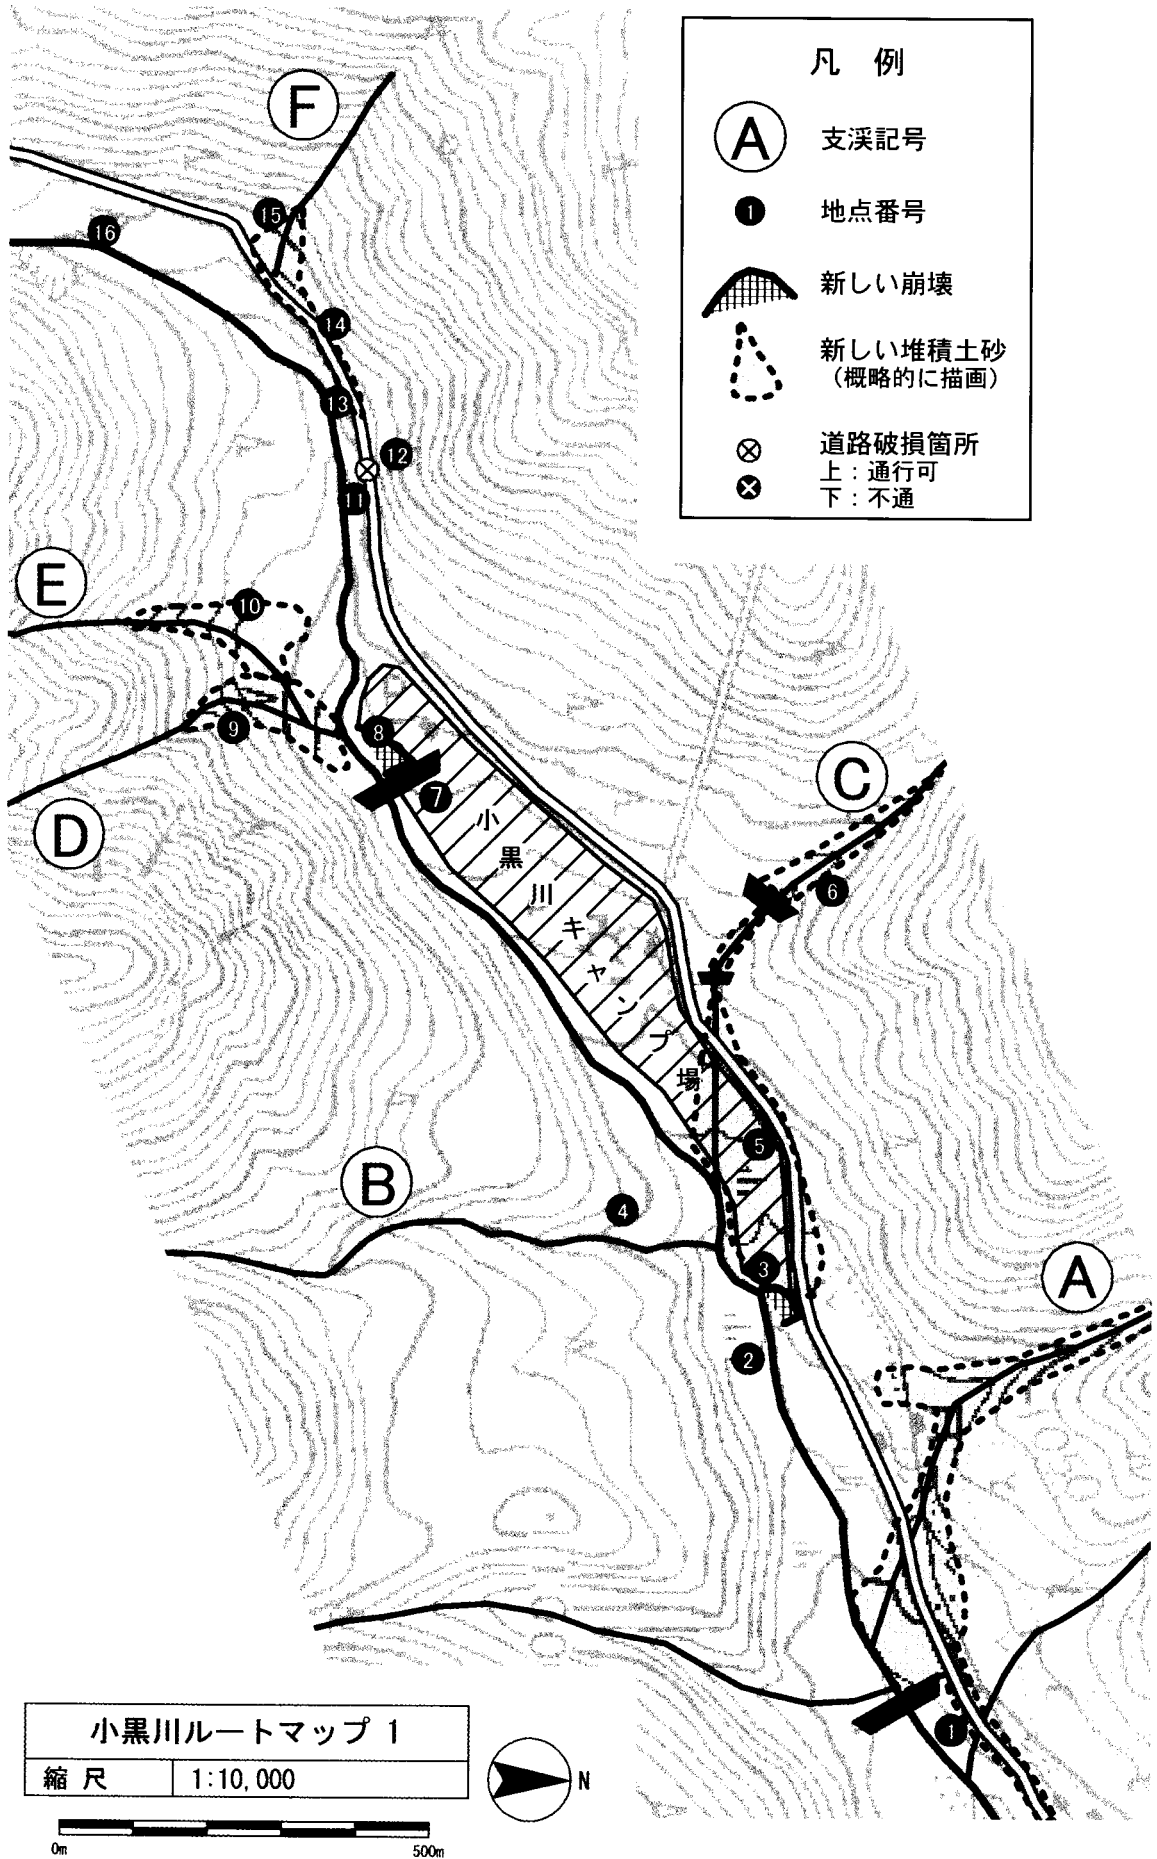 凡 例
A 支渓記号
1 地点番号
新しい崩壊
新しい堆積土砂
(概略的に描画)
道路破損箇所
上:通行可
下:不通
F
15
16
14
13
12
11
E
10
9
8
D
7
C
6
小黒川キャンプ場
5
B
4
3
A
2
1
小黒川ルートマップ 1
縮 尺 1:10,000
N
0m 500m